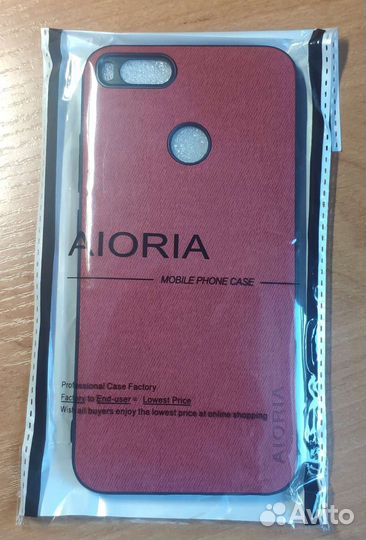 AIORIA
MOBILE PHONE CASE
Professional Case Factory
Factory to End-user = Lowest Price
Wish all buyers enjoy the lowest price at online shopping
AIORIA
Avito